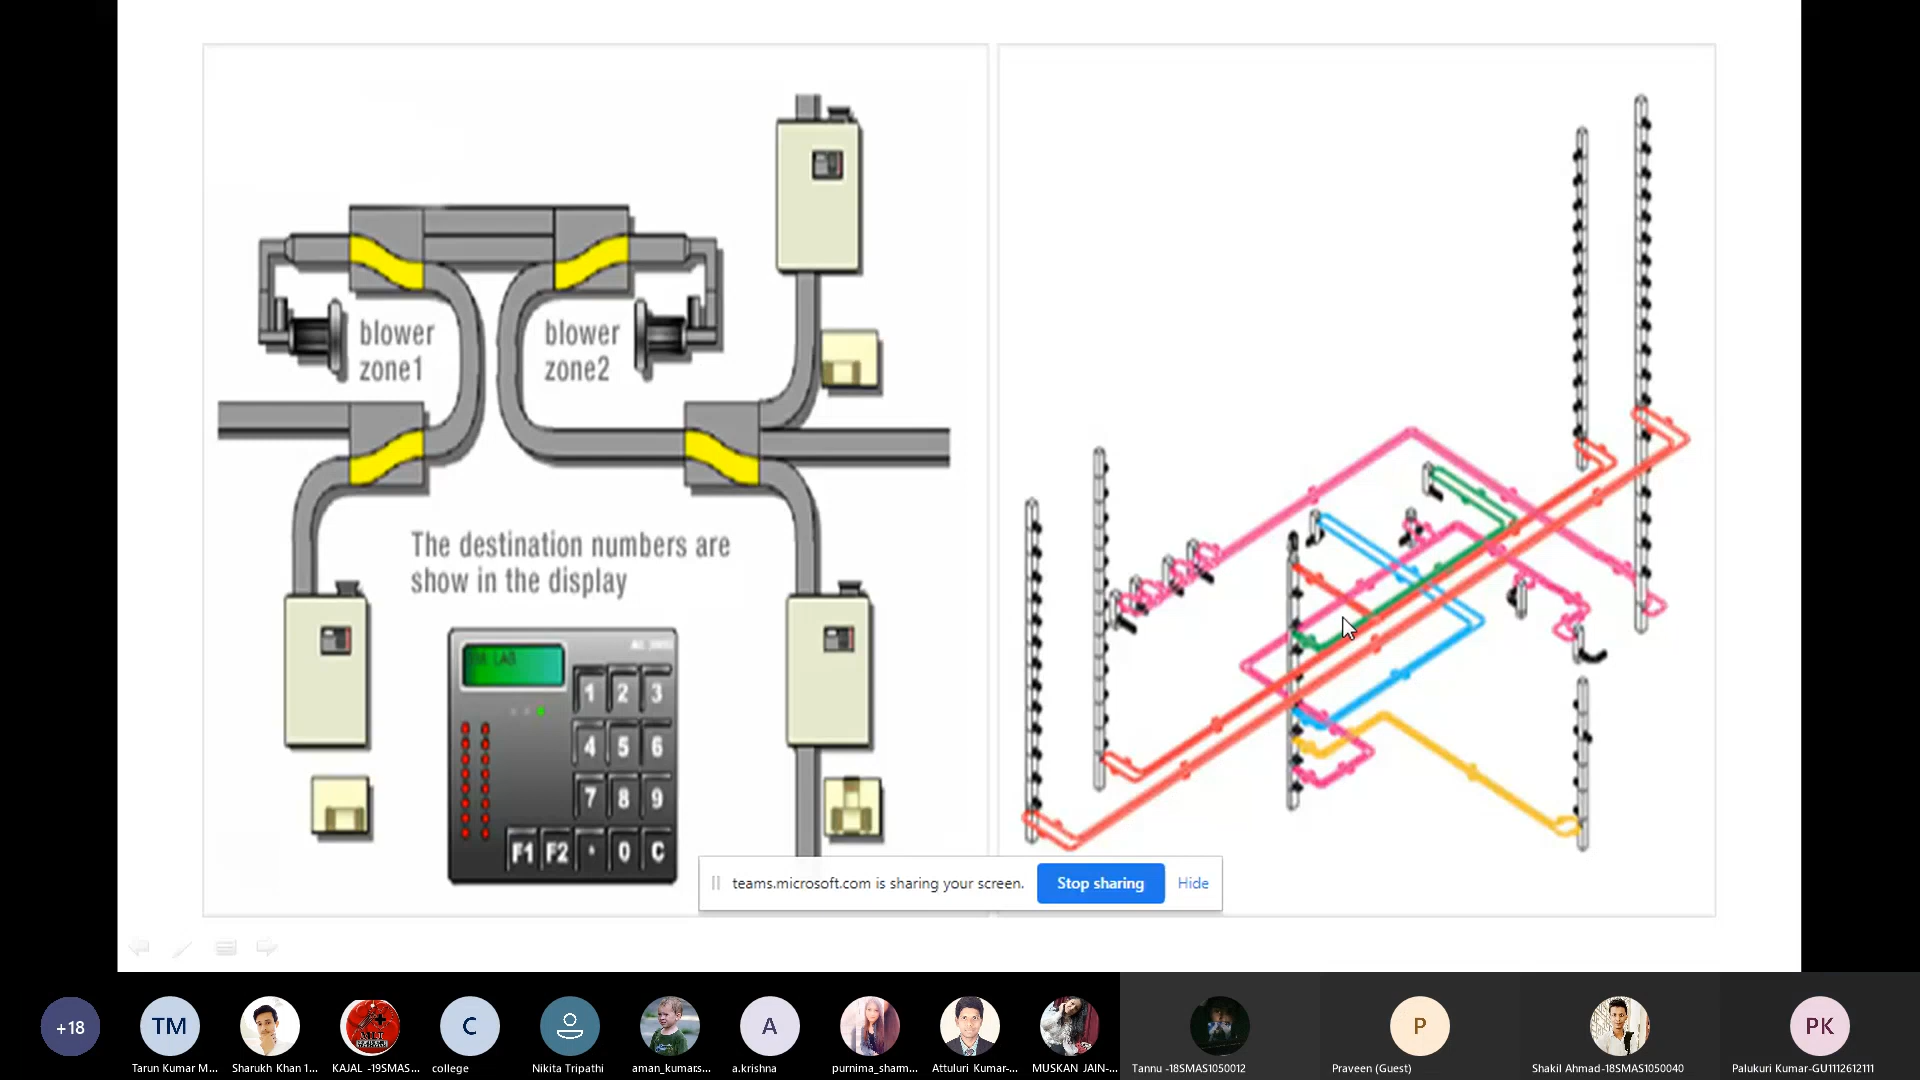 blower
zone1
blower
zone2
The destination numbers are
show in the display
LAB
1 2 3
4 5 6
7 8 9
F1 F2 * 0 C
teams.microsoft.com is sharing your screen.
Stop sharing
Hide
+18
TM
C
A
P
PK
Tarun Kumar M...
Sharukh Khan 1...
KAJAL -19SMAS...
college
Nikita Tripathi
aman_kumar...
a.krishna
purnima_sharm...
Attuluri Kumar-...
MUSKAN JAIN-...
Tannu -18SMAS1050012
Praveen (Guest)
Shakil Ahmad-18SMAS1050040
Palukuri Kumar-GU1112612111